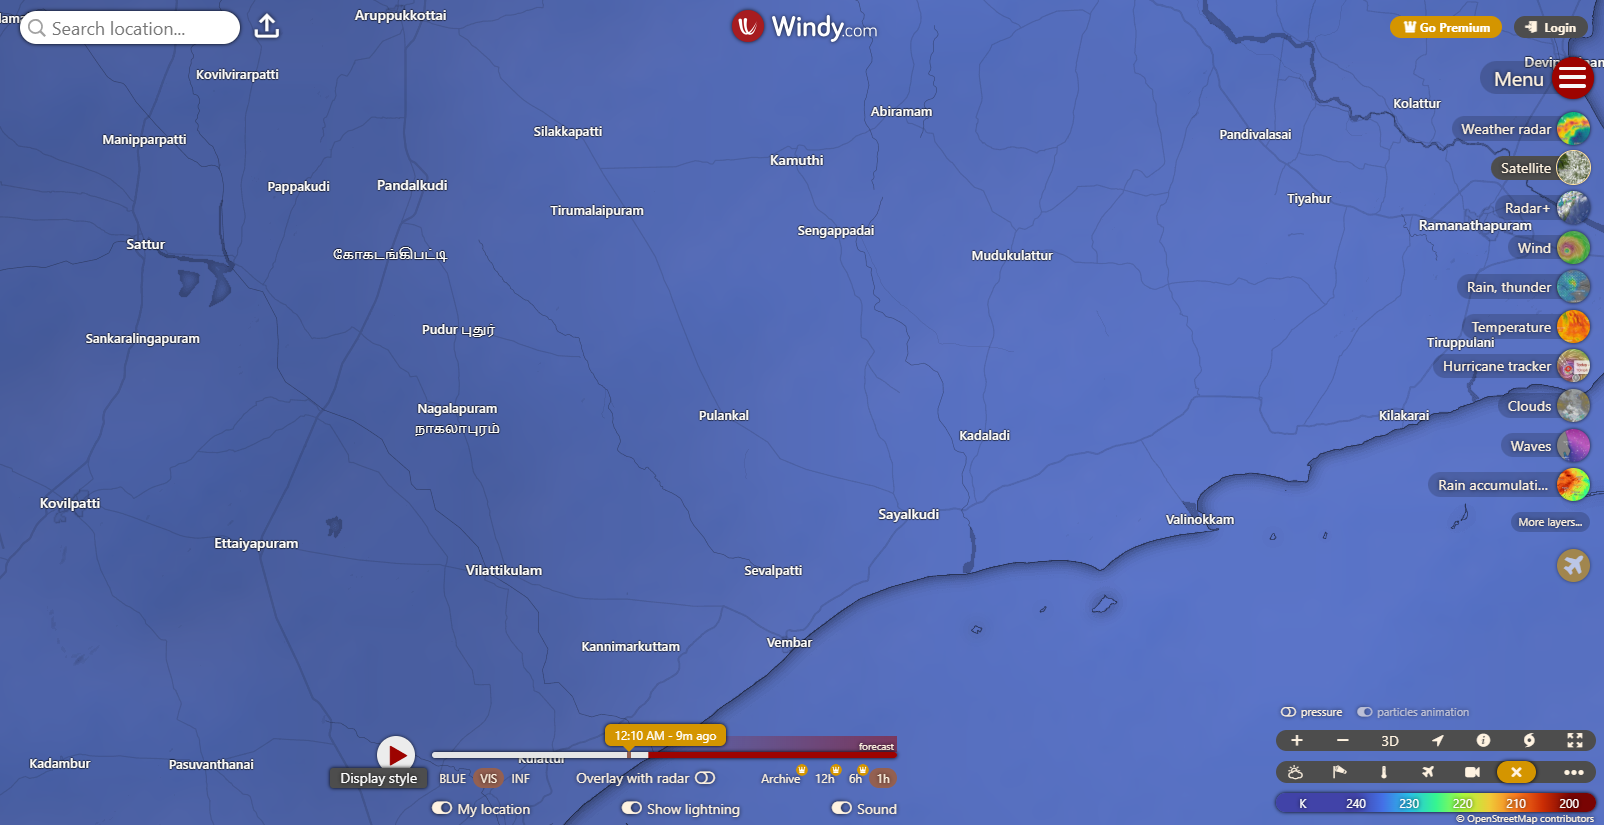 Aruppukkottai
Search location...
Windy.com
Go Premium
Login
Kovilvirarpatti
Menu
Abiramam
Kolattur
Manipparpatti
Silakkapatti
Pandivalasai
Weather radar
Kamuthi
Satellite
Pappakudi
Pandalkudi
Tirumalaipuram
Tiyahur
Radar+
Sengappadai
Ramanathapuram
Sattur
கோகடங்கிபட்டி
Mudukulattur
Wind
Rain, thunder
Pudur புதூர்
Temperature
Sankaralingapuram
Tiruppulani
Hurricane tracker
Nagalapuram
நாகலாபுரம்
Pulankal
Kilakarai
Clouds
Kadaladi
Waves
Rain accumulati...
Kovilpatti
Sayalkudi
Valinokkam
More layers...
Ettaiyapuram
Vilattikulam
Sevalpatti
Kannimarkuttam
Vembar
pressure
particles animation
12:10 AM - 9m ago
forecast
3D
Kadambur
Pasuvanthanai
Kulattur
Display style
BLUE
VIS
INF
Overlay with radar
Archive
12h
6h
1h
My location
Show lightning
Sound
K 240 230 220 210 200
© OpenStreetMap contributors